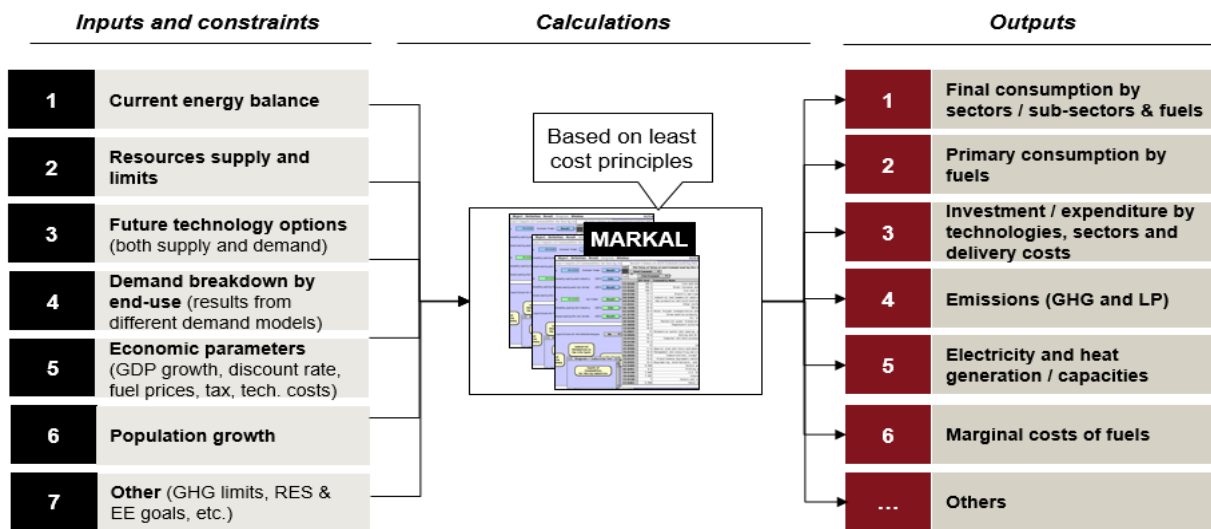 Inputs and constraints
Calculations
Outputs
1
Current energy balance
2
Resources supply and
limits
3
Future technology options
(both supply and demand)
4
Demand breakdown by
end-use (results from
different demand models)
5
Economic parameters
(GDP growth, discount rate,
fuel prices, tax, tech. costs)
6
Population growth
7
Other (GHG limits, RES &
EE goals, etc.)
Based on least
cost principles
MARKAL
1
Final consumption by
sectors / sub-sectors & fuels
2
Primary consumption by
fuels
3
Investment / expenditure by
technologies, sectors and
delivery costs
4
Emissions (GHG and LP)
5
Electricity and heat
generation / capacities
6
Marginal costs of fuels
...
Others